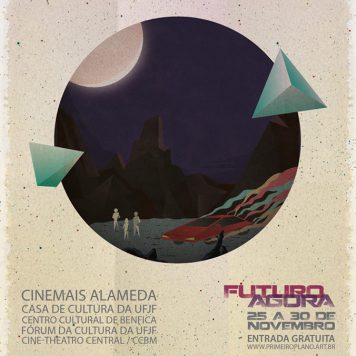 CINEMAIS ALAMEDA
CASA DE CULTURA DA UFJF
CENTRO CULTURAL DE BENFICA
FÓRUM DA CULTURA DA UFJF
CINE-THEATRO CENTRAL / CCBM
FUTURO
AGORA
25 A 30 DE
NOVEMBRO
ENTRADA GRATUITA
WWW.PRIMEIROPLANO.ART.BR